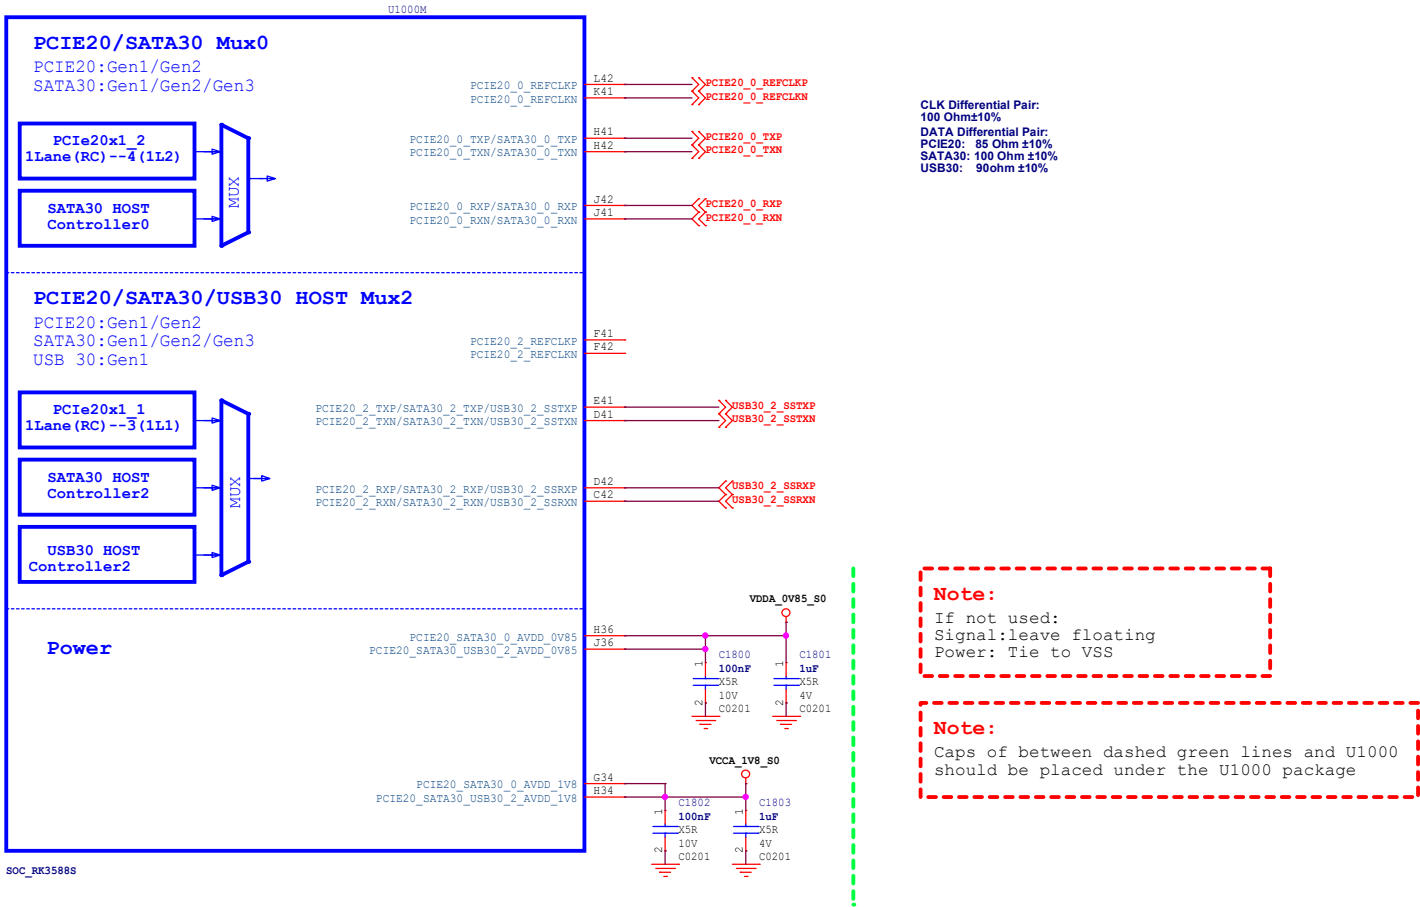 U1000M
PCIE20/SATA30 Mux0
PCIE20:Gen1/Gen2
SATA30:Gen1/Gen2/Gen3
PCIe20x1_2
1Lane(RC)--4(1L2)
SATA30 HOST
Controller0
MUX
PCIE20_0_REFCLKP L42 PCIE20_0_REFCLKP
PCIE20_0_REFCLKN K41 PCIE20_0_REFCLKN
PCIE20_0_TXP/SATA30_0_TXP H41 PCIE20_0_TXP
PCIE20_0_TXN/SATA30_0_TXN H42 PCIE20_0_TXN
PCIE20_0_RXP/SATA30_0_RXP J42 PCIE20_0_RXP
PCIE20_0_RXN/SATA30_0_RXN J41 PCIE20_0_RXN
CLK Differential Pair:
100 Ohm±10%
DATA Differential Pair:
PCIE20: 85 Ohm ±10%
SATA30: 100 Ohm ±10%
USB30: 90ohm ±10%
PCIE20/SATA30/USB30 HOST Mux2
PCIE20:Gen1/Gen2
SATA30:Gen1/Gen2/Gen3
USB 30:Gen1
PCIe20x1_1
1Lane(RC)--3(1L1)
SATA30 HOST
Controller2
USB30 HOST
Controller2
MUX
PCIE20_2_REFCLKP F41
PCIE20_2_REFCLKN F42
PCIE20_2_TXP/SATA30_2_TXP/USB30_2_SSTXP E41 USB30_2_SSTXP
PCIE20_2_TXN/SATA30_2_TXN/USB30_2_SSTXN D41 USB30_2_SSTXN
PCIE20_2_RXP/SATA30_2_RXP/USB30_2_SSRXP D42 USB30_2_SSRXP
PCIE20_2_RXN/SATA30_2_RXN/USB30_2_SSRXN C42 USB30_2_SSRXN
Power
VDDA_0V85_S0
PCIE20_SATA30_0_AVDD_0V85 H36
PCIE20_SATA30_USB30_2_AVDD_0V85 J36
1 C1800 1 C1801
100nF 1uF
X5R X5R
2 10V 2 4V
C0201 C0201
VCCA_1V8_S0
PCIE20_SATA30_0_AVDD_1V8 G34
PCIE20_SATA30_USB30_2_AVDD_1V8 H34
1 C1802 1 C1803
100nF 1uF
X5R X5R
2 10V 2 4V
C0201 C0201
Note:
If not used:
Signal:leave floating
Power: Tie to VSS
Note:
Caps of between dashed green lines and U1000
should be placed under the U1000 package
SOC_RK3588S